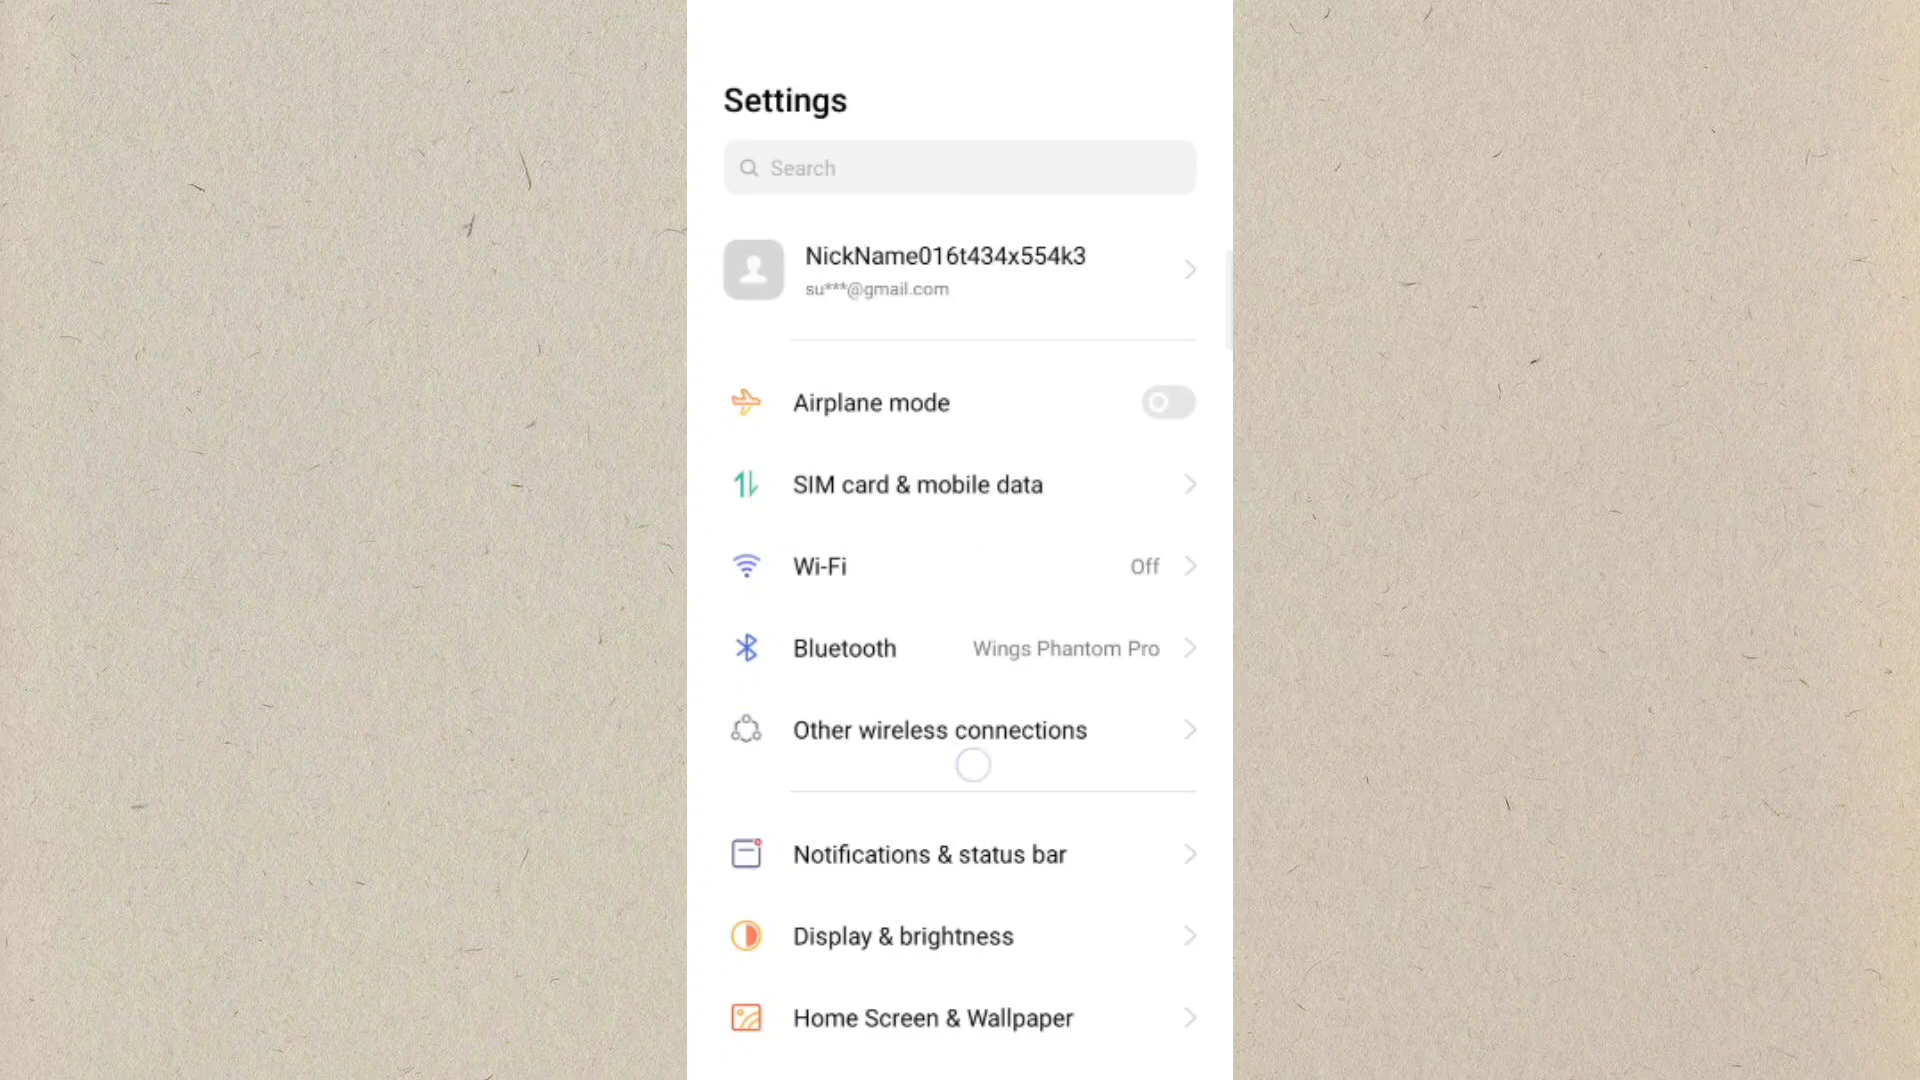 Settings
Search
NickName016t434x554k3
su***@gmail.com
Airplane mode
SIM card & mobile data
Wi-Fi Off
Bluetooth Wings Phantom Pro
Other wireless connections
Notifications & status bar
Display & brightness
Home Screen & Wallpaper